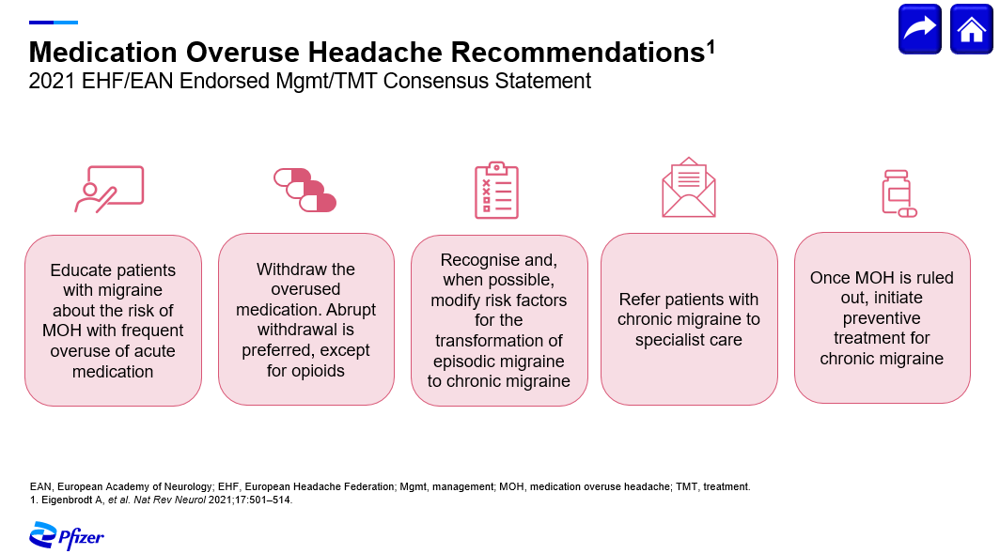 Medication Overuse Headache Recommendations1
2021 EHF/EAN Endorsed Mgmt/TMT Consensus Statement
Educate patients
with migraine
about the risk of
MOH with frequent
overuse of acute
medication
Withdraw the
overused
medication. Abrupt
withdrawal is
preferred, except
for opioids
Recognise and,
when possible,
modify risk factors
for the
transformation of
episodic migraine
to chronic migraine
Refer patients with
chronic migraine to
specialist care
Once MOH is ruled
out, initiate
preventive
treatment for
chronic migraine
EAN, European Academy of Neurology; EHF, European Headache Federation; Mgmt, management; MOH, medication overuse headache; TMT, treatment.
1. Eigenbrodt A, et al. Nat Rev Neurol 2021;17:501–514.
Pfizer